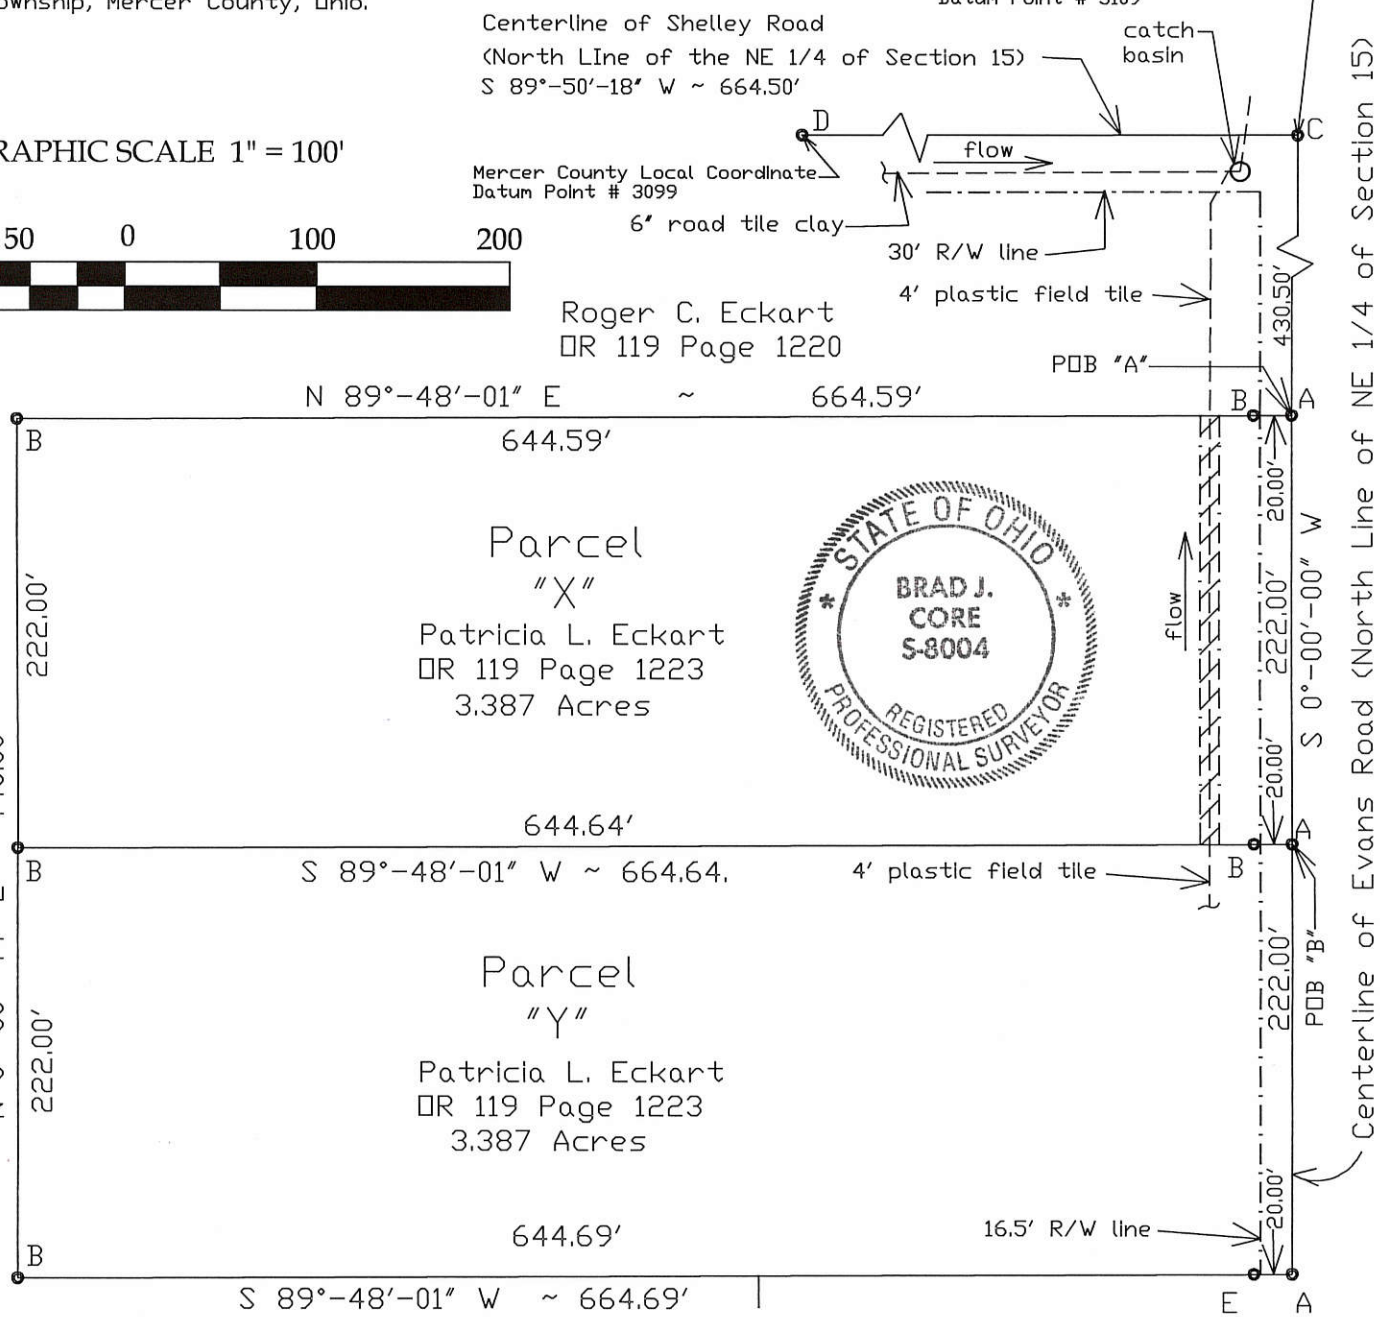 ownship, Mercer County, Ohio.
Centerline of Shelley Road
(North LIne of the NE 1/4 of Section 15)
S 89°-50'-18" W ~ 664.50'
catch
basin
D
C
RAPHIC SCALE 1" = 100'
flow
Mercer County Local Coordinate
Datum Point # 3099
6" road tile clay
30' R/W line
50 0 100 200
4' plastic field tile
430.50'
Roger C. Eckart
OR 119 Page 1220
POB "A"
N 89°-48'-01" E ~ 664.59'
B A
B
644.59'
20.00'
Parcel
"X"
Patricia L. Eckart
OR 119 Page 1223
3.387 Acres
222.00'
STATE OF OHIO
* *
BRAD J.
CORE
S-8004
REGISTERED
PROFESSIONAL SURVEYOR
flow
222.00'
S 0°-00'-00" W
20.00'
644.64'
A
B
S 89°-48'-01" W ~ 664.64.
4' plastic field tile
B
Parcel
"Y"
Patricia L. Eckart
OR 119 Page 1223
3.387 Acres
222.00'
222.00'
POB "B"
Centerline of Evans Road (North Line of NE 1/4 of Section 15)
20.00'
16.5' R/W line
644.69'
B
S 89°-48'-01" W ~ 664.69'
E A